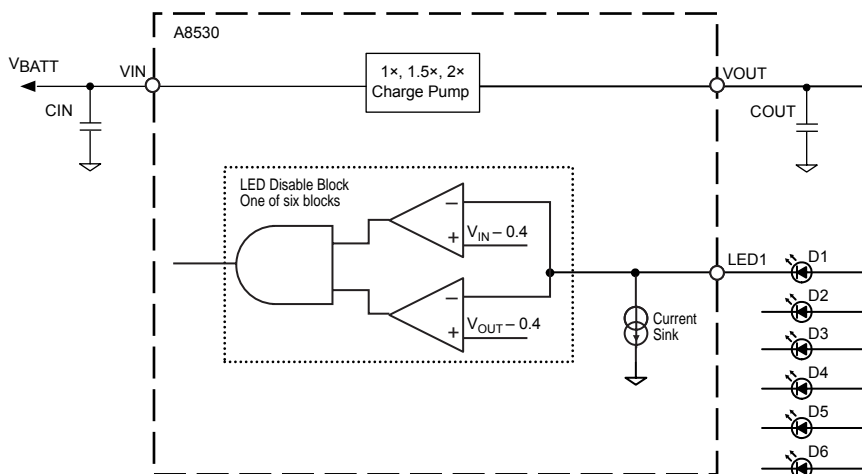 A8530
VBATT
VIN
1×, 1.5×, 2×
Charge Pump
VOUT
CIN
COUT
LED Disable Block
One of six blocks
−
VIN – 0.4
+
LED1
D1
D2
−
VOUT – 0.4
+
Current
Sink
D3
D4
D5
D6